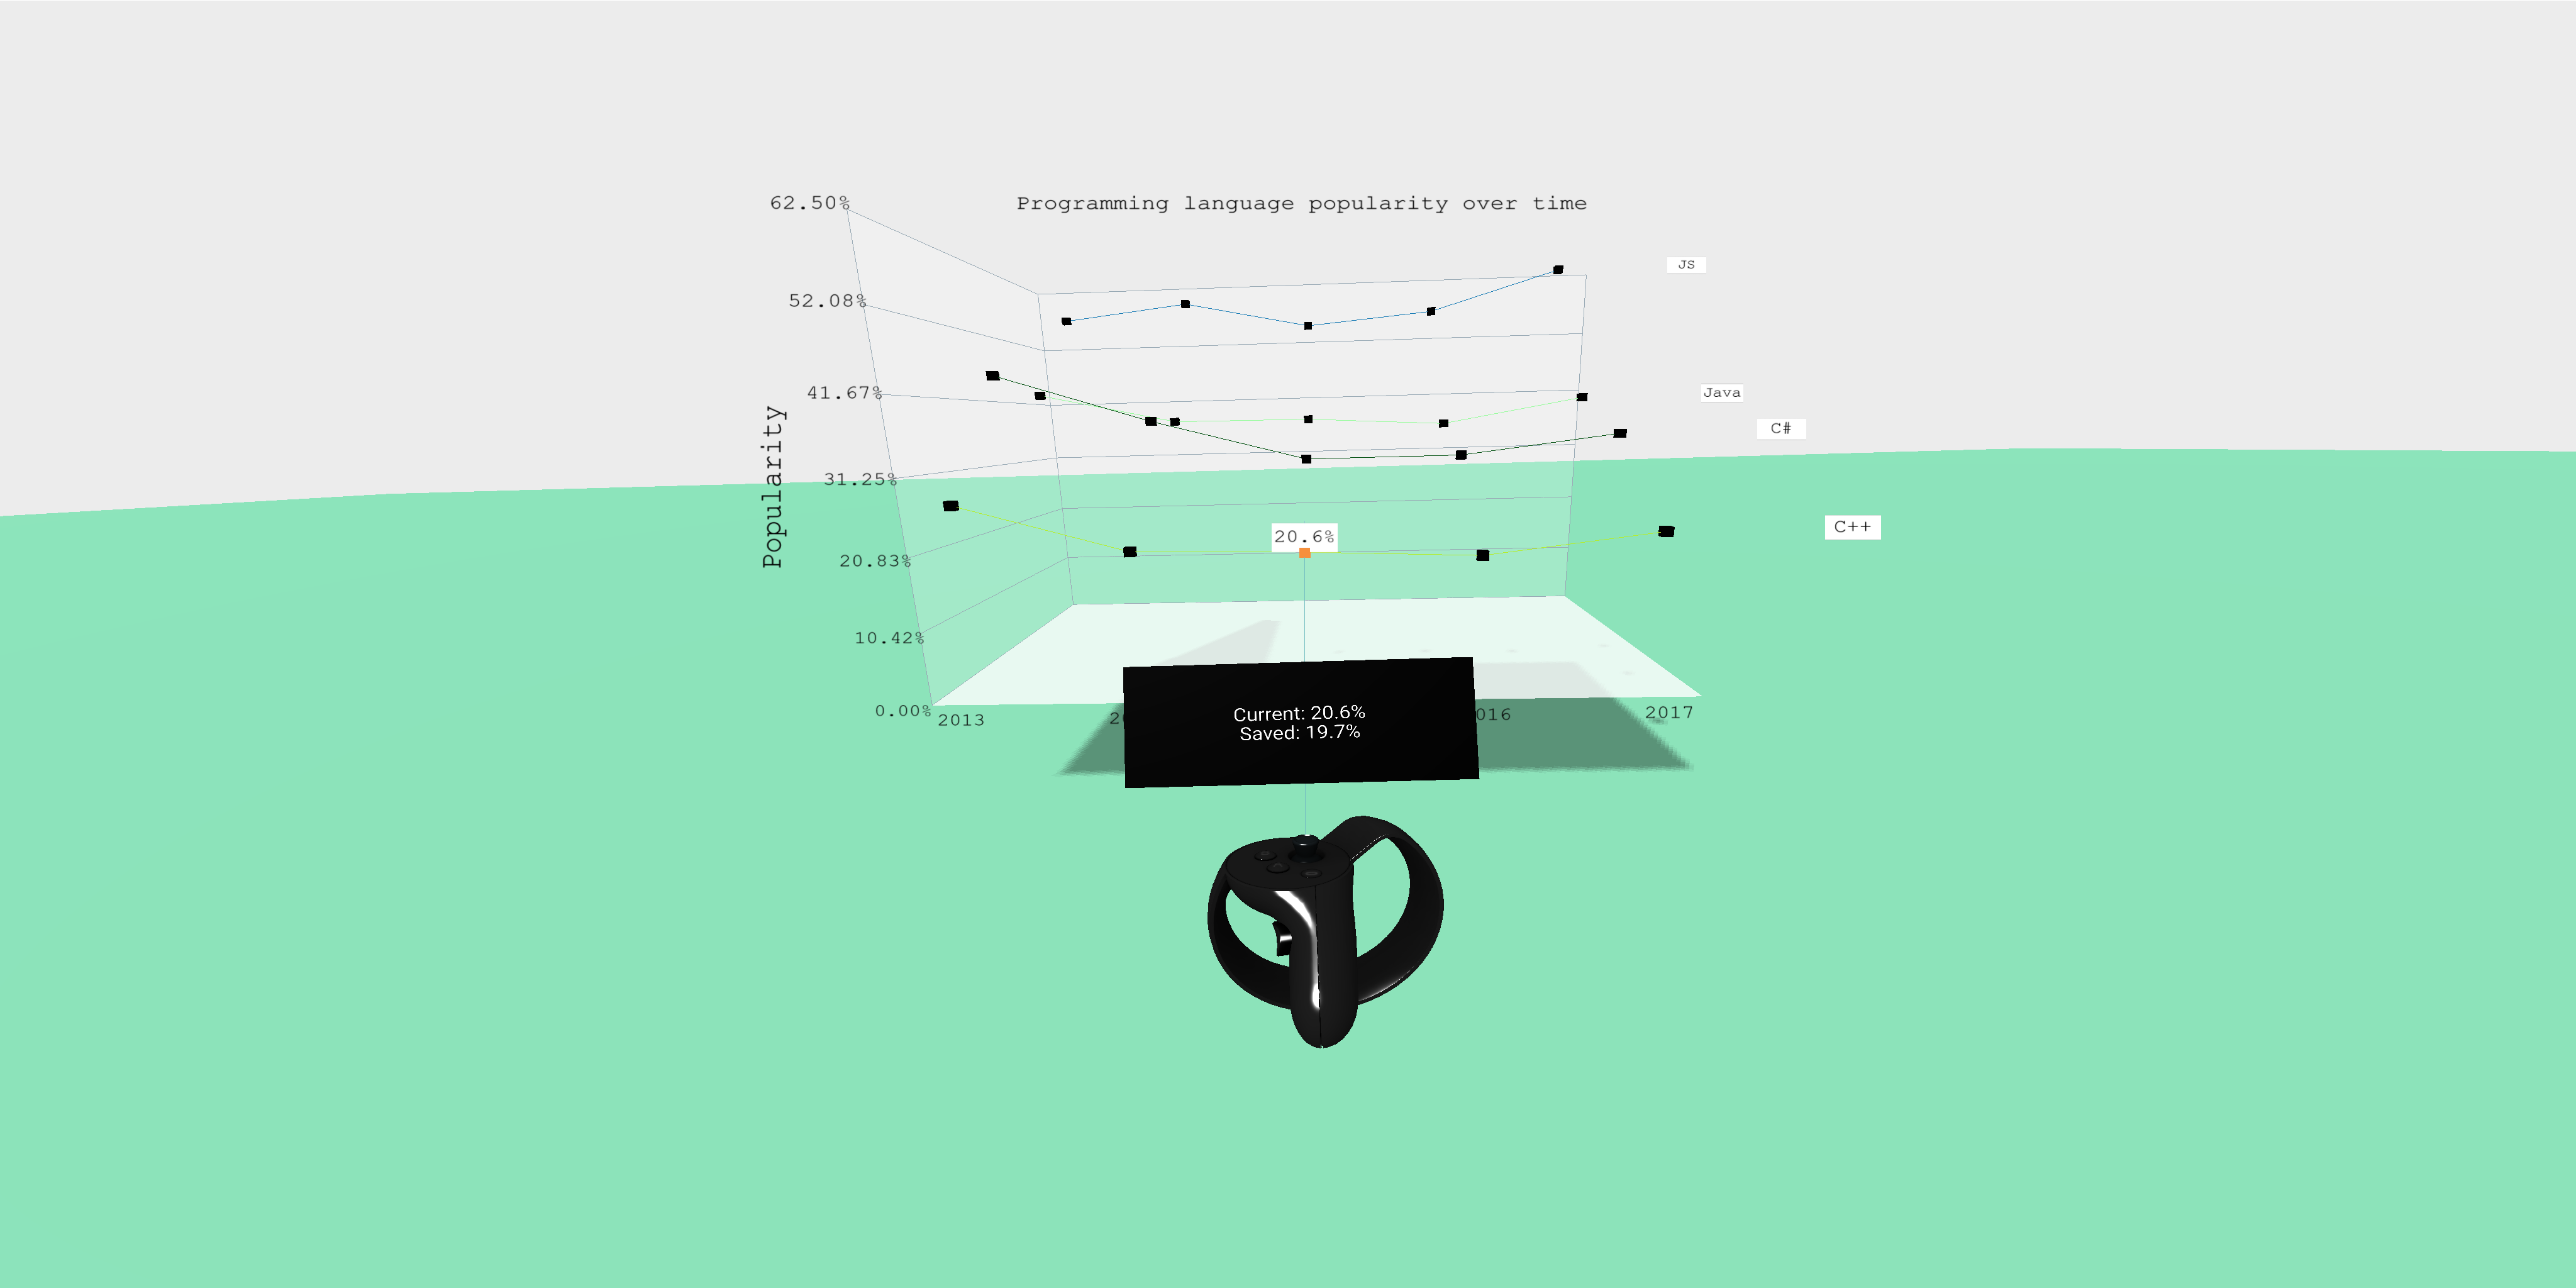 Programming language popularity over time
62.50%
52.08%
41.67%
31.25%
20.83%
10.42%
0.00%
Popularity
JS
Java
C#
C++
20.6%
Current: 20.6%
Saved: 19.7%
2013
2017